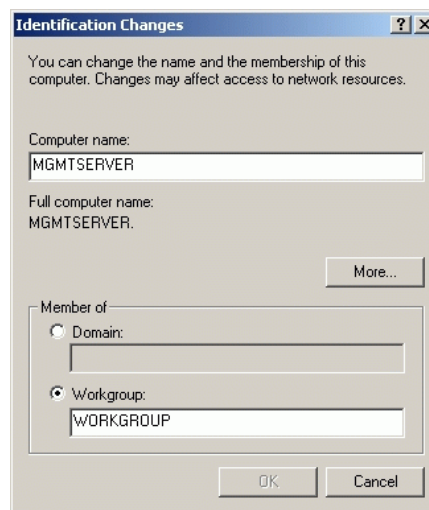 Identification Changes
You can change the name and the membership of this
computer. Changes may affect access to network resources.
Computer name:
MGMTSERVER
Full computer name:
MGMTSERVER.
More...
Member of
Domain:
Workgroup:
WORKGROUP
OK
Cancel